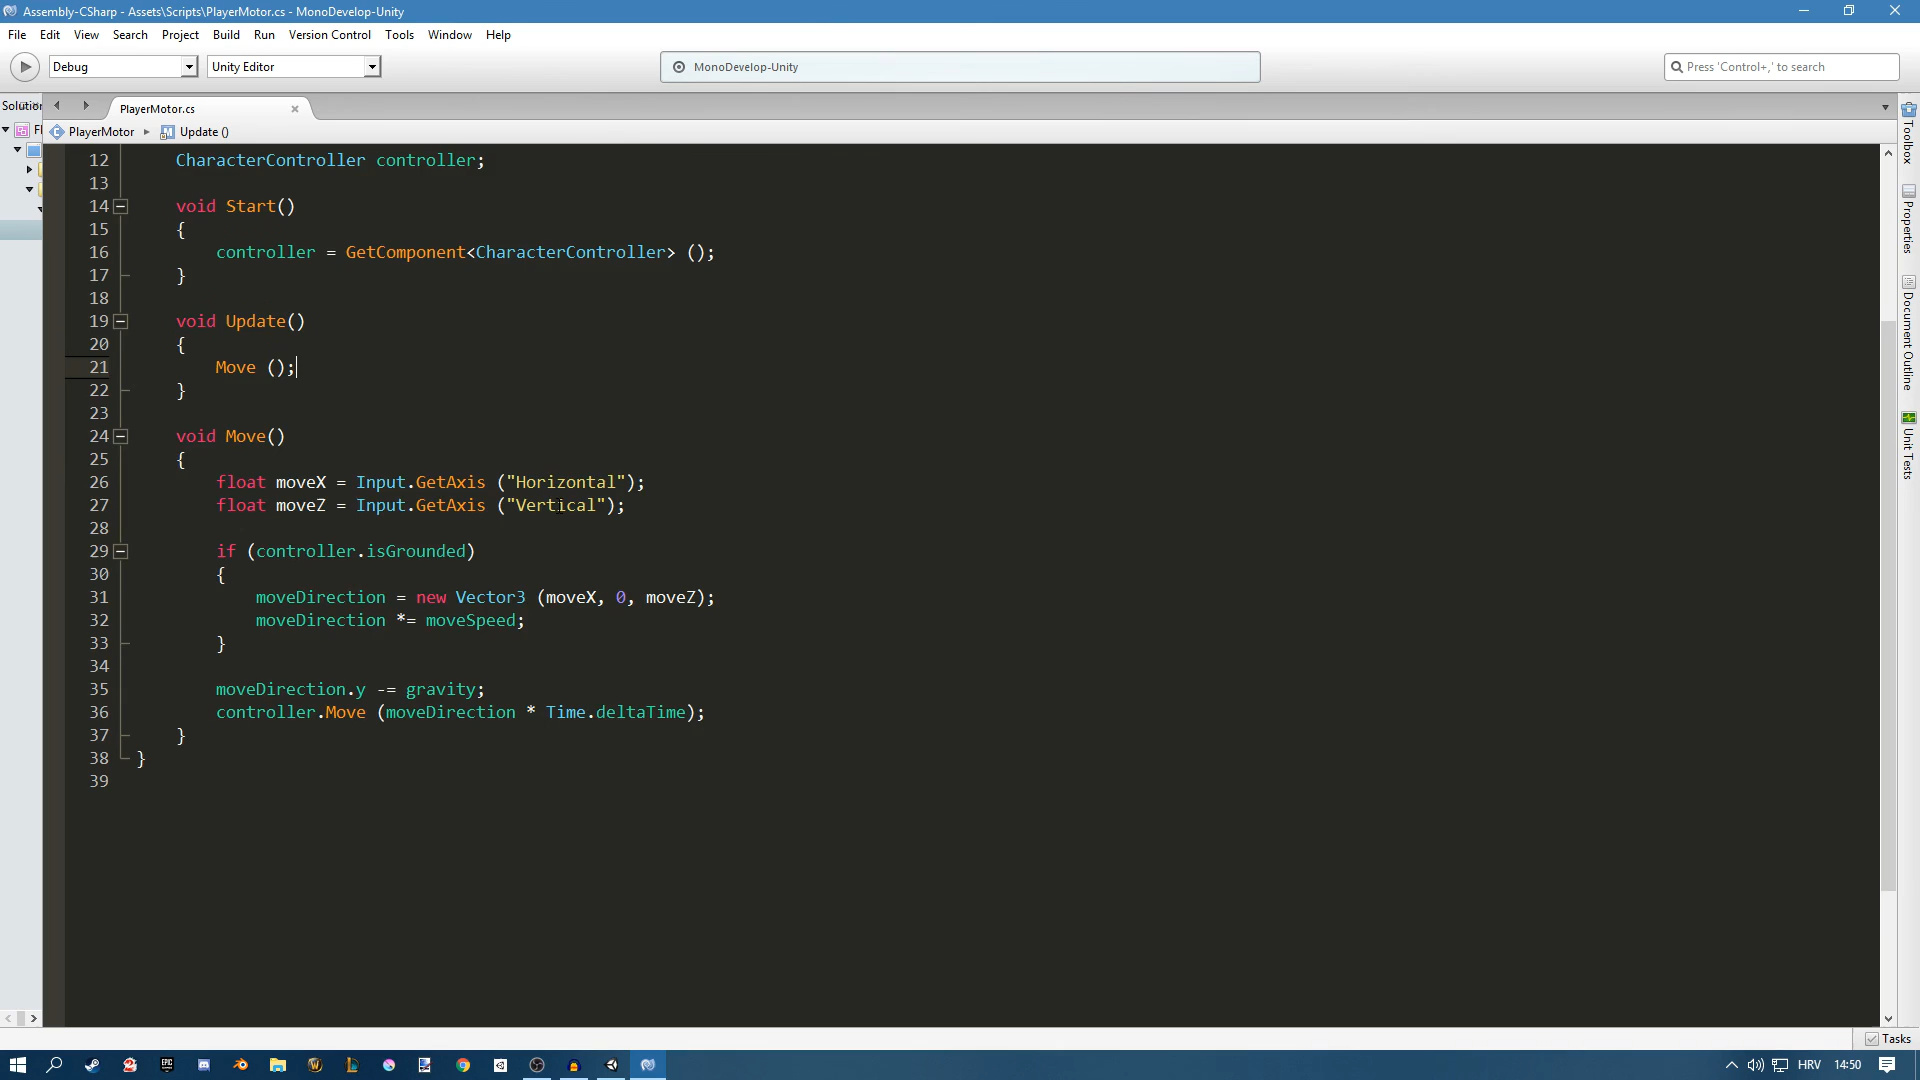 Assembly-CSharp - Assets\Scripts\PlayerMotor.cs - MonoDevelop-Unity
File Edit View Search Project Build Run Version Control Tools Window Help
Debug Unity Editor MonoDevelop-Unity Press 'Control+,' to search
PlayerMotor.cs
PlayerMotor Update ()
12 CharacterController controller;
13
14 void Start()
15 {
16 controller = GetComponent<CharacterController> ();
17 }
18
19 void Update()
20 {
21 Move ();
22 }
23
24 void Move()
25 {
26 float moveX = Input.GetAxis ("Horizontal");
27 float moveZ = Input.GetAxis ("Vertical");
28
29 if (controller.isGrounded)
30 {
31 moveDirection = new Vector3 (moveX, 0, moveZ);
32 moveDirection *= moveSpeed;
33 }
34
35 moveDirection.y -= gravity;
36 controller.Move (moveDirection * Time.deltaTime);
37 }
38 }
39
Toolbox
Properties
Document Outline
Unit Tests
Tasks
HRV 14:50